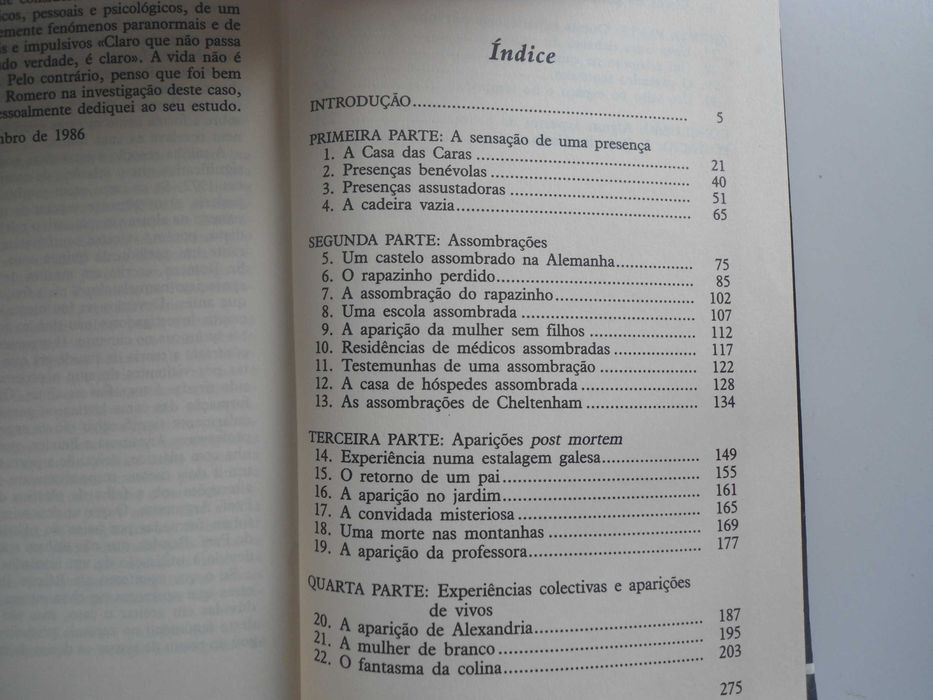 icos, pessoais e psicológicos, de um
emente fenómenos paranormais e de
s e impulsivos «Claro que não passa
ndo verdade, é claro». A vida não é
Pelo contrário, penso que foi bem
Romero na investigação deste caso,
essoalmente dediquei ao seu estudo.
mbro de 1986
Índice
INTRODUÇÃO 5
PRIMEIRA PARTE: A sensação de uma presença
1. A Casa das Caras 21
2. Presenças benévolas 40
3. Presenças assustadoras 51
4. A cadeira vazia 65
SEGUNDA PARTE: Assombrações
5. Um castelo assombrado na Alemanha 75
6. O rapazinho perdido 85
7. A assombração do rapazinho 102
8. Uma escola assombrada 107
9. A aparição da mulher sem filhos 112
10. Residências de médicos assombradas 117
11. Testemunhas de uma assombração 122
12. A casa de hóspedes assombrada 128
13. As assombrações de Cheltenham 134
TERCEIRA PARTE: Aparições post mortem
14. Experiência numa estalagem galesa 149
15. O retorno de um pai 155
16. A aparição no jardim 161
17. A convidada misteriosa 165
18. Uma morte nas montanhas 169
19. A aparição da professora 177
QUARTA PARTE: Experiências colectivas e aparições
de vivos
20. A aparição de Alexandria 187
21. A mulher de branco 195
22. O fantasma da colina 203
275